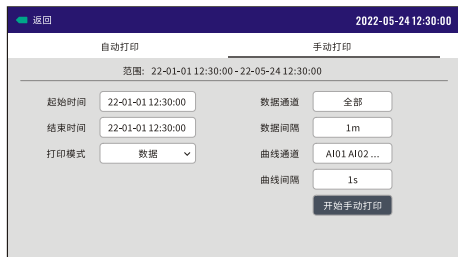 返回 2022-05-24 12:30:00
自动打印 手动打印
范围: 22-01-01 12:30:00 - 22-05-24 12:30:00
起始时间 22-01-01 12:30:00 数据通道 全部
结束时间 22-01-01 12:30:00 数据间隔 1m
打印模式 数据 曲线通道 AI01 AI02 ...
曲线间隔 1s
开始手动打印